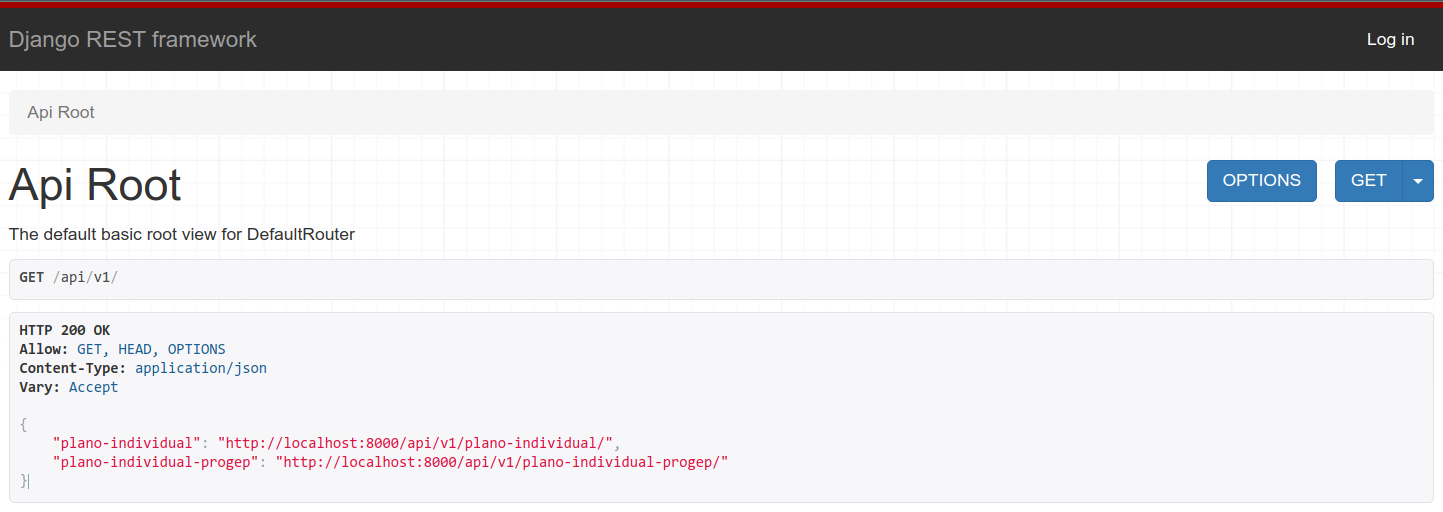 Django REST framework
Log in
Api Root
Api Root
OPTIONS
GET
The default basic root view for DefaultRouter
GET /api/v1/
HTTP 200 OK
Allow: GET, HEAD, OPTIONS
Content-Type: application/json
Vary: Accept
{
    "plano-individual": "http://localhost:8000/api/v1/plano-individual/",
    "plano-individual-progep": "http://localhost:8000/api/v1/plano-individual-progep/"
}